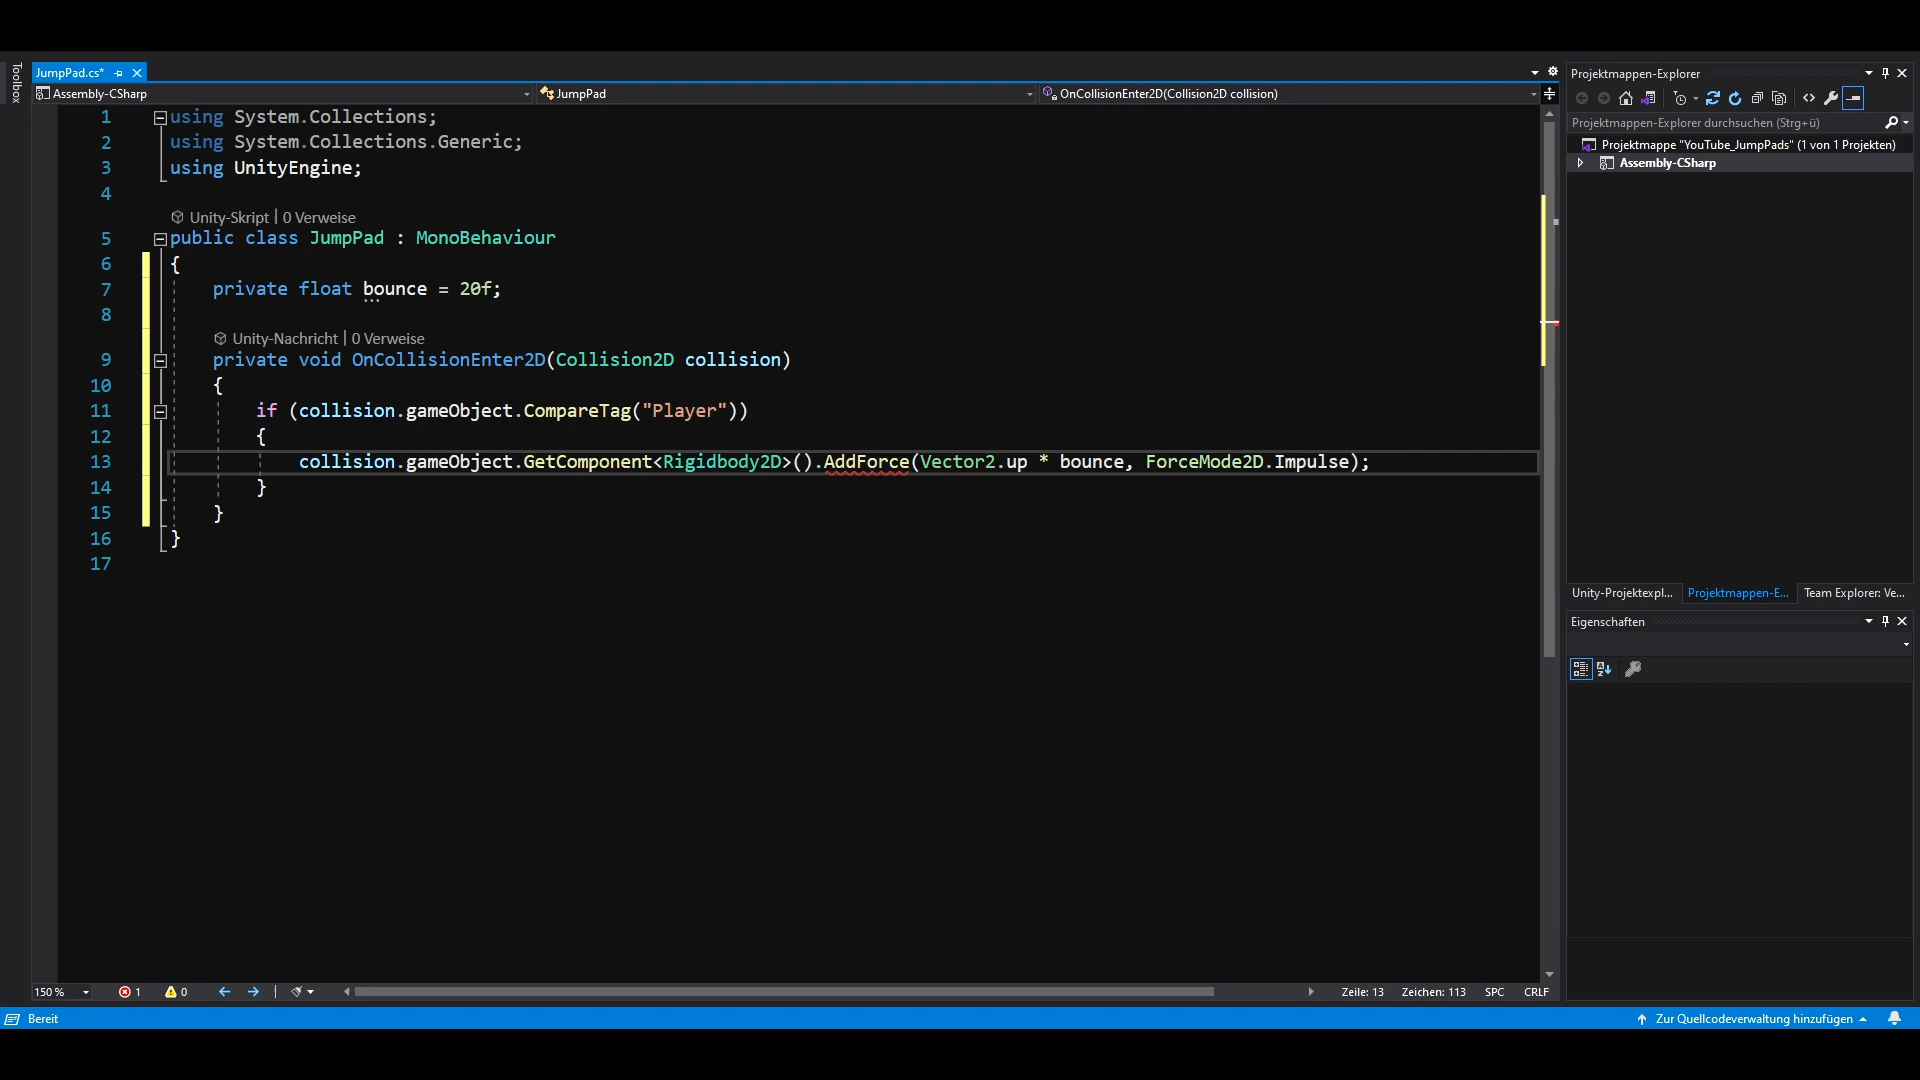 Toolbox
JumpPad.cs*
Assembly-CSharp
JumpPad
OnCollisionEnter2D(Collision2D collision)
1 using System.Collections;
2 using System.Collections.Generic;
3 using UnityEngine;
4
Unity-Skript | 0 Verweise
5 public class JumpPad : MonoBehaviour
6 {
7 private float bounce = 20f;
8
Unity-Nachricht | 0 Verweise
9 private void OnCollisionEnter2D(Collision2D collision)
10 {
11 if (collision.gameObject.CompareTag("Player"))
12 {
13 collision.gameObject.GetComponent<Rigidbody2D>().AddForce(Vector2.up * bounce, ForceMode2D.Impulse);
14 }
15 }
16 }
17
150 %
1
0
Zeile: 13
Zeichen: 113
SPC
CRLF
Projektmappen-Explorer
Projektmappen-Explorer durchsuchen (Strg+ü)
Projektmappe "YouTube_JumpPads" (1 von 1 Projekten)
Assembly-CSharp
Unity-Projektexpl...
Projektmappen-E...
Team Explorer: Ve...
Eigenschaften
Bereit
Zur Quellcodeverwaltung hinzufügen